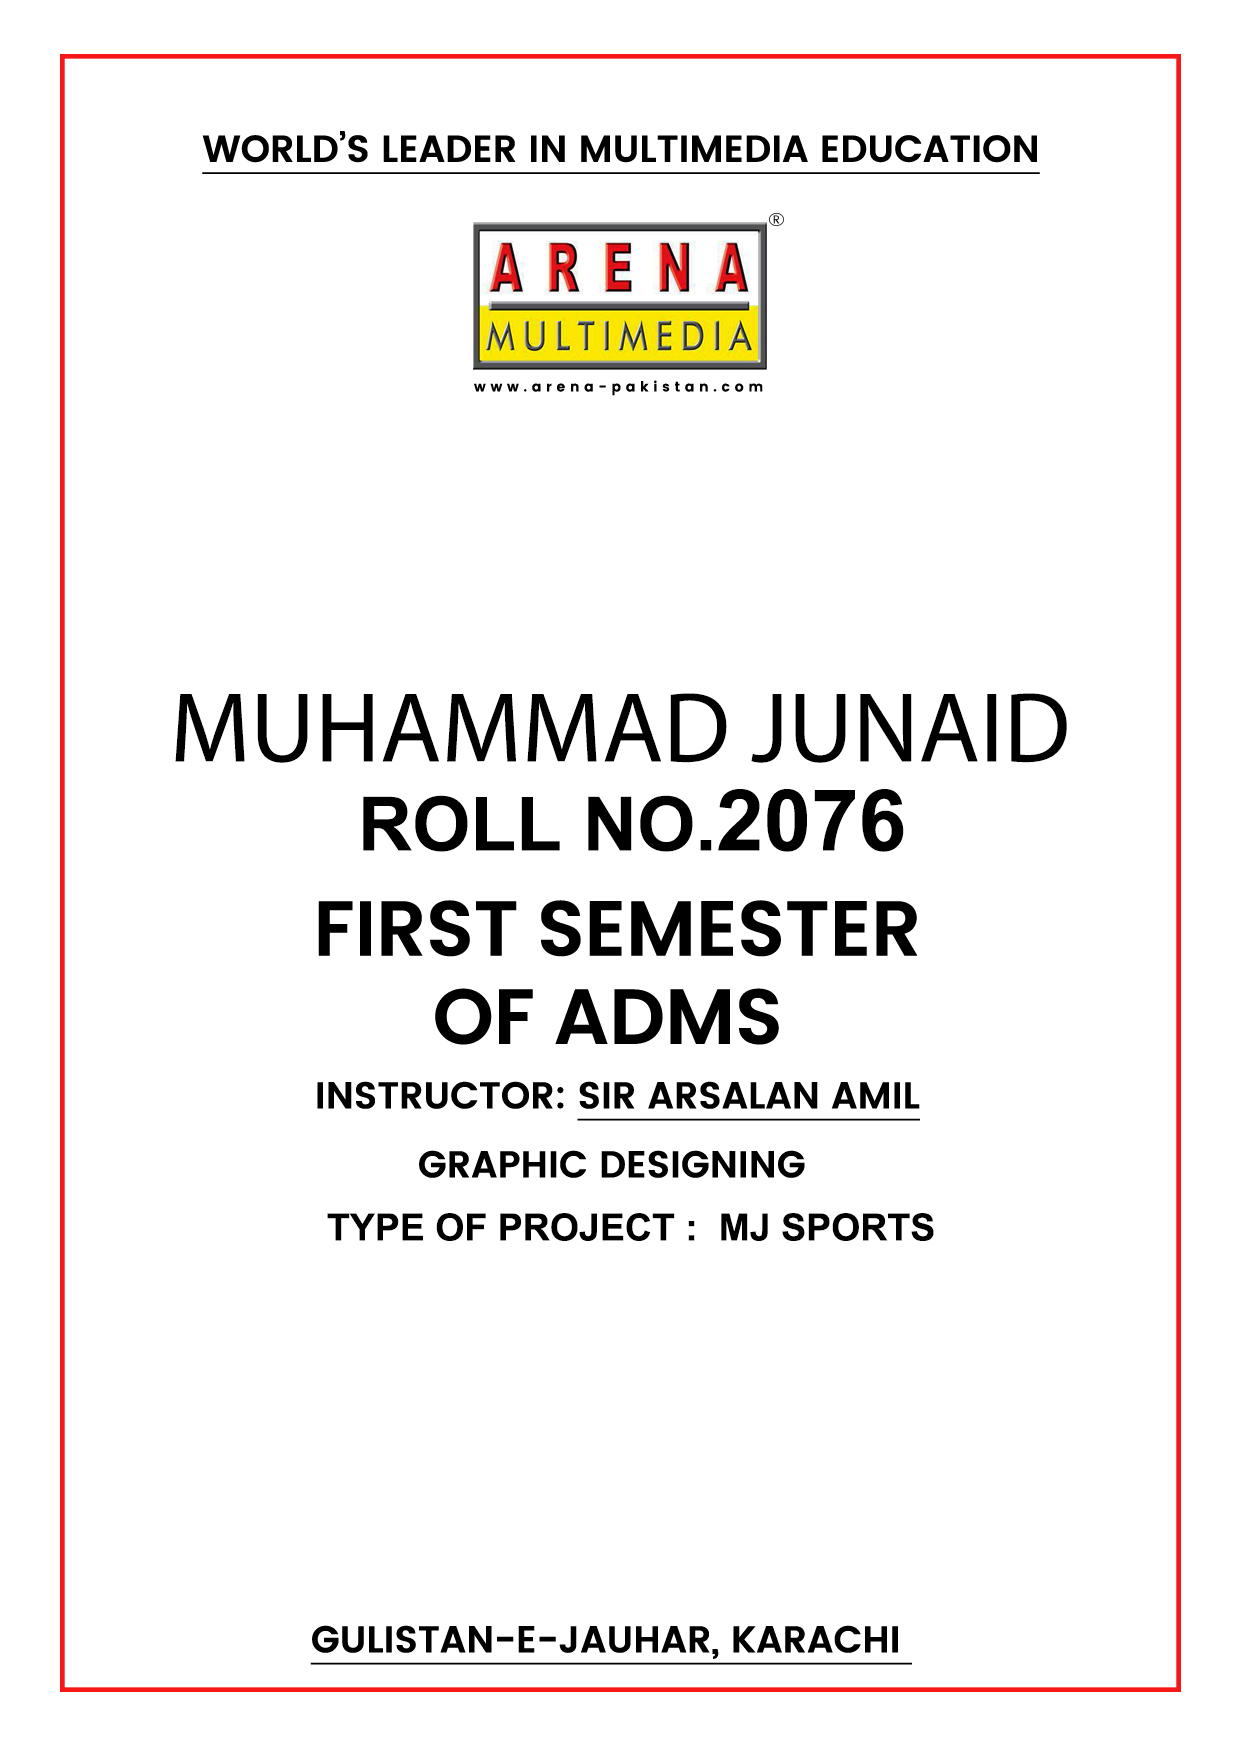 WORLD’S LEADER IN MULTIMEDIA EDUCATION
®
ARENA
MULTIMEDIA
www.arena-pakistan.com
MUHAMMAD JUNAID
ROLL NO.2076
FIRST SEMESTER
OF ADMS
INSTRUCTOR: SIR ARSALAN AMIL
GRAPHIC DESIGNING
TYPE OF PROJECT : MJ SPORTS
GULISTAN-E-JAUHAR, KARACHI